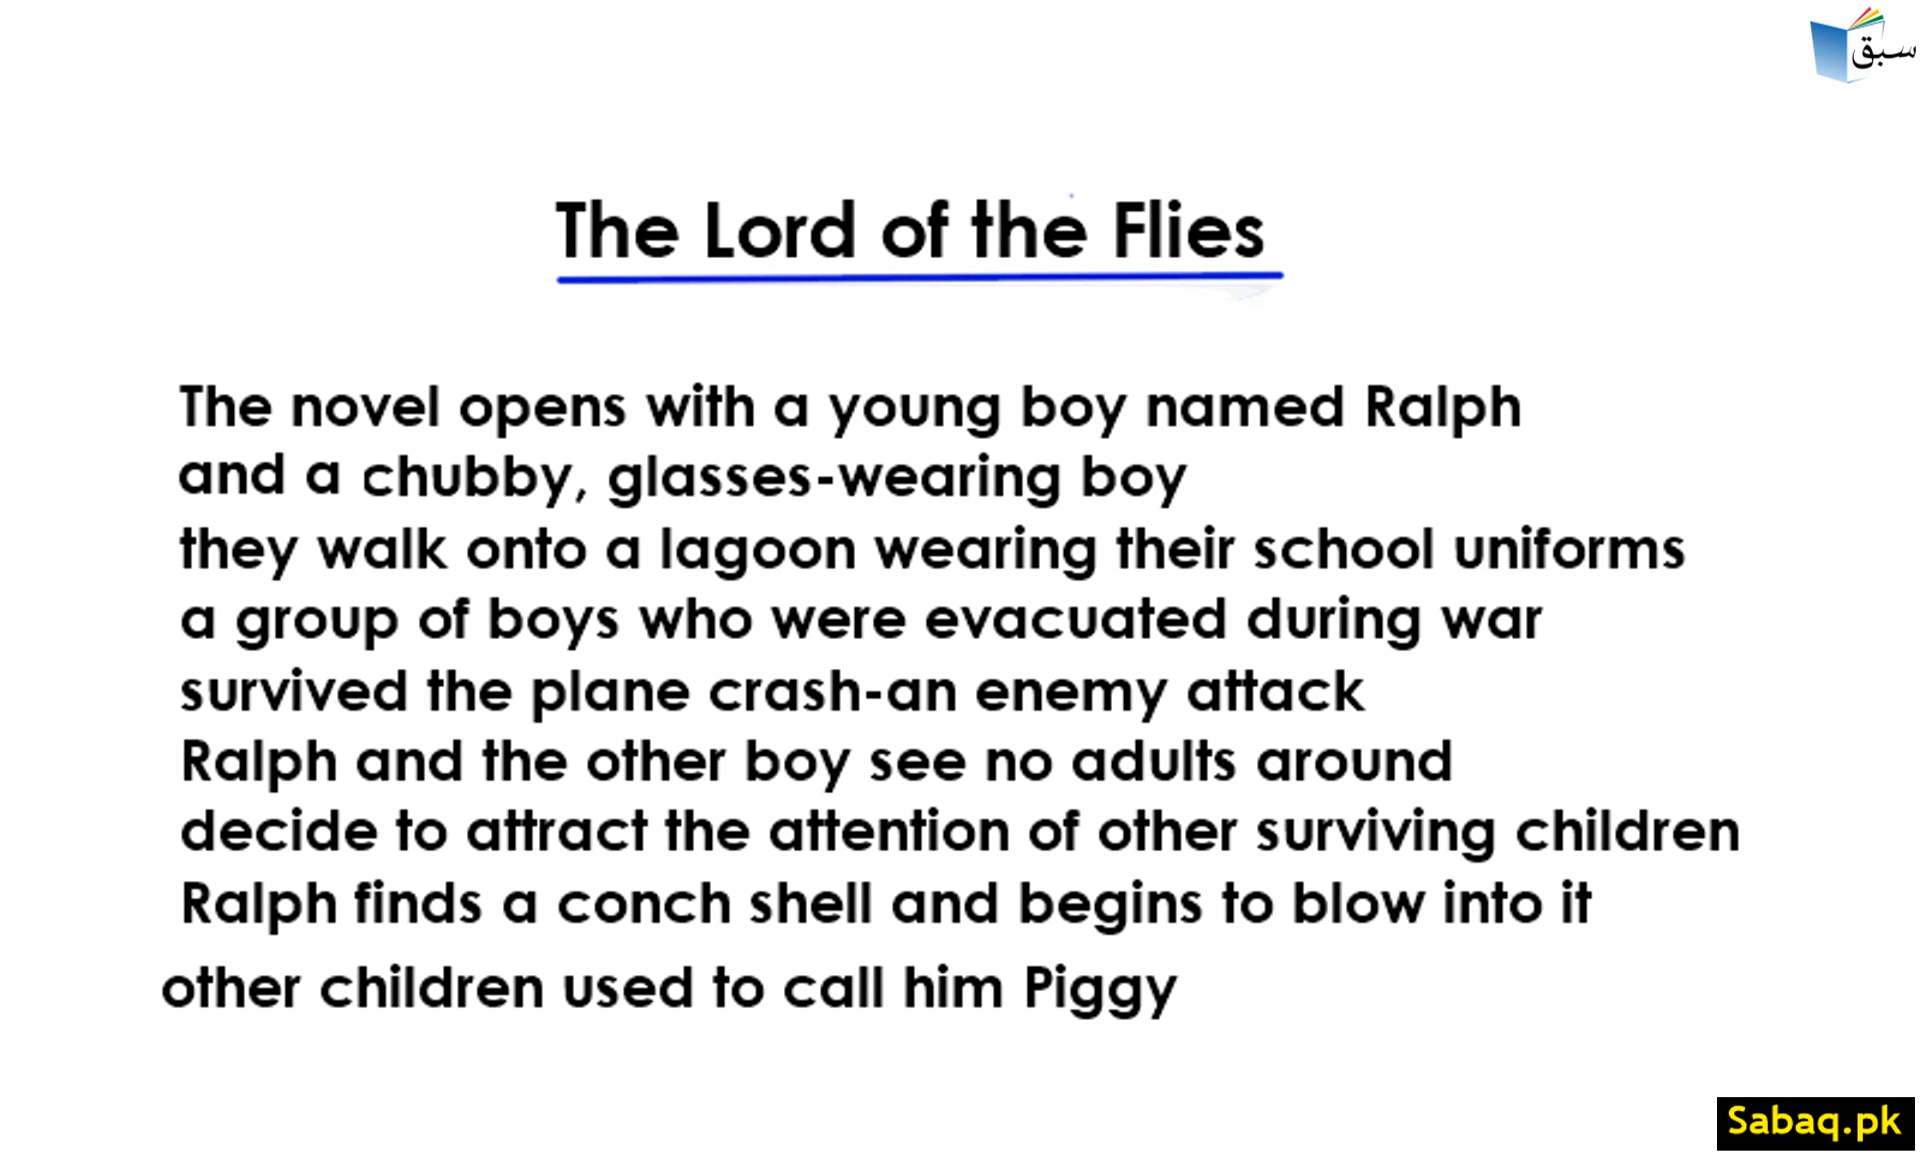 سبق
The Lord of the Flies
The novel opens with a young boy named Ralph
and a chubby, glasses-wearing boy
they walk onto a lagoon wearing their school uniforms
a group of boys who were evacuated during war
survived the plane crash-an enemy attack
Ralph and the other boy see no adults around
decide to attract the attention of other surviving children
Ralph finds a conch shell and begins to blow into it
other children used to call him Piggy
Sabaq.pk